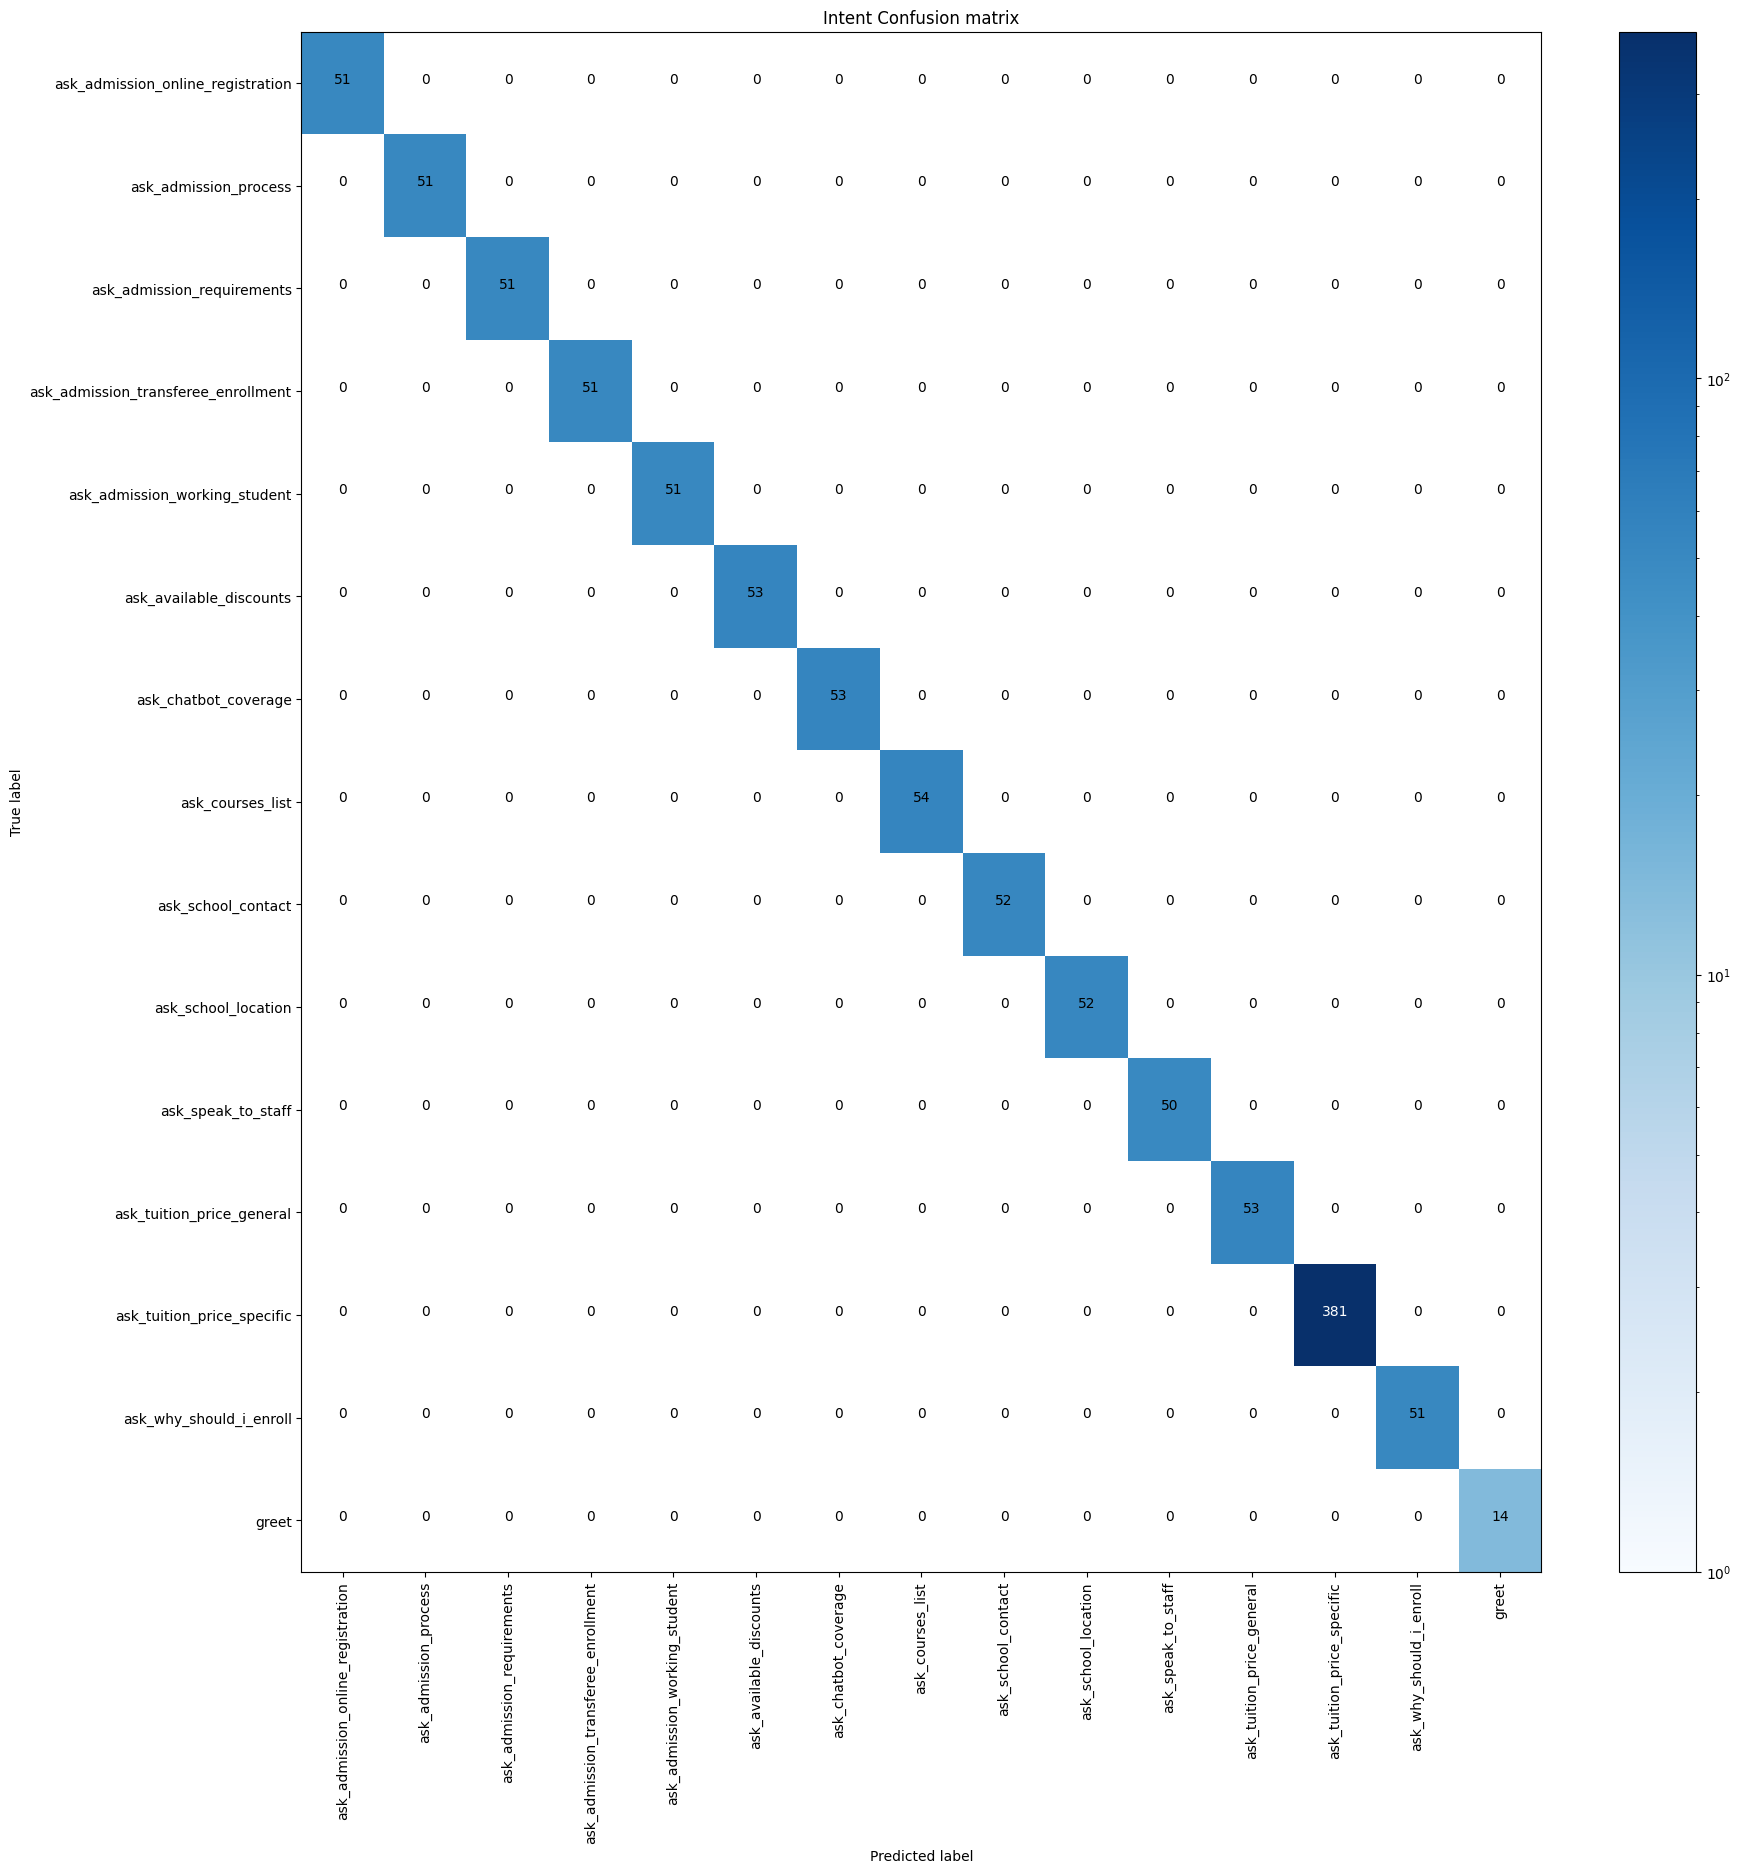 Intent Confusion matrix
ask_admission_online_registration 51 0 0 0 0 0 0 0 0 0 0 0 0 0 0
ask_admission_process 0 51 0 0 0 0 0 0 0 0 0 0 0 0 0
ask_admission_requirements 0 0 51 0 0 0 0 0 0 0 0 0 0 0 0
ask_admission_transferee_enrollment 0 0 0 51 0 0 0 0 0 0 0 0 0 0 0
ask_admission_working_student 0 0 0 0 51 0 0 0 0 0 0 0 0 0 0
ask_available_discounts 0 0 0 0 0 53 0 0 0 0 0 0 0 0 0
ask_chatbot_coverage 0 0 0 0 0 0 53 0 0 0 0 0 0 0 0
ask_courses_list 0 0 0 0 0 0 0 54 0 0 0 0 0 0 0
ask_school_contact 0 0 0 0 0 0 0 0 52 0 0 0 0 0 0
ask_school_location 0 0 0 0 0 0 0 0 0 52 0 0 0 0 0
ask_speak_to_staff 0 0 0 0 0 0 0 0 0 0 50 0 0 0 0
ask_tuition_price_general 0 0 0 0 0 0 0 0 0 0 0 53 0 0 0
ask_tuition_price_specific 0 0 0 0 0 0 0 0 0 0 0 0 381 0 0
ask_why_should_i_enroll 0 0 0 0 0 0 0 0 0 0 0 0 0 51 0
greet 0 0 0 0 0 0 0 0 0 0 0 0 0 0 14
True label
ask_admission_online_registration
ask_admission_process
ask_admission_requirements
ask_admission_transferee_enrollment
ask_admission_working_student
ask_available_discounts
ask_chatbot_coverage
ask_courses_list
ask_school_contact
ask_school_location
ask_speak_to_staff
ask_tuition_price_general
ask_tuition_price_specific
ask_why_should_i_enroll
greet
Predicted label
10²
10¹
10⁰